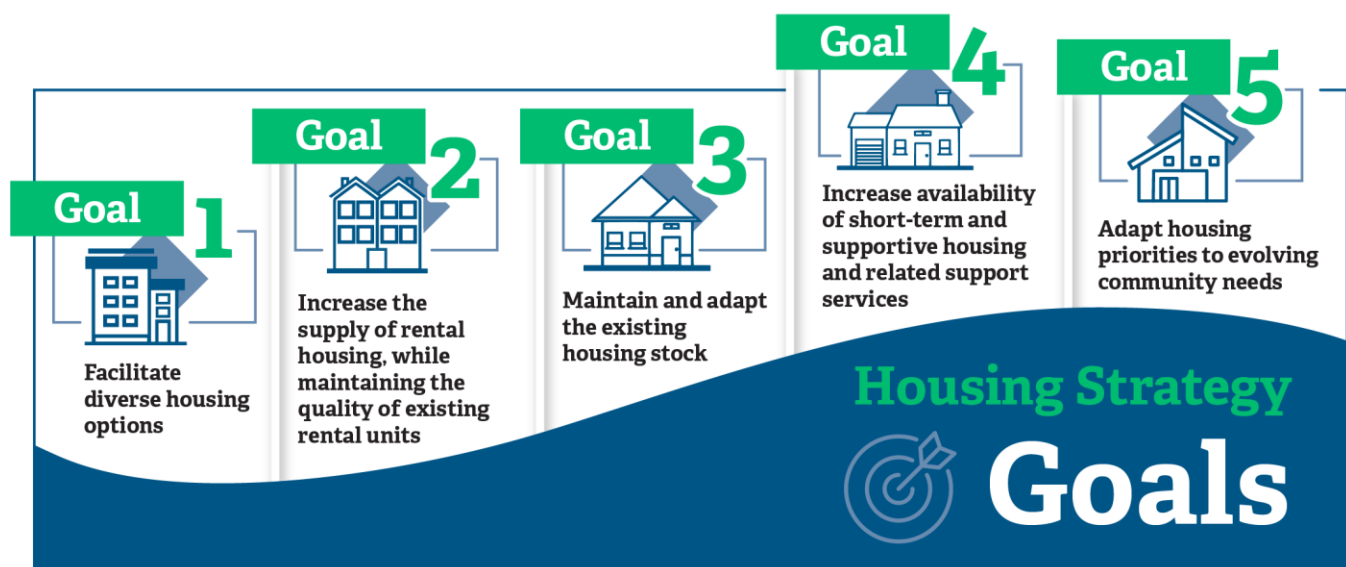 Goal 1
Facilitate
diverse housing
options
Goal 2
Increase the
supply of rental
housing, while
maintaining the
quality of existing
rental units
Goal 3
Maintain and adapt
the existing
housing stock
Goal 4
Increase availability
of short-term and
supportive housing
and related support
services
Goal 5
Adapt housing
priorities to evolving
community needs
Housing Strategy
Goals